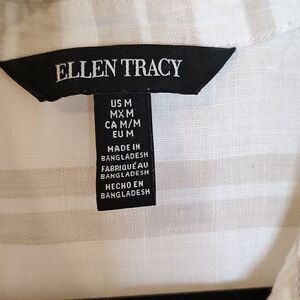 ELLEN TRACY
US M
MX M
CA M/M
EU M
MADE IN
BANGLADESH
FABRIQUÉ AU
BANGLADESH
HECHO EN
BANGLADESH